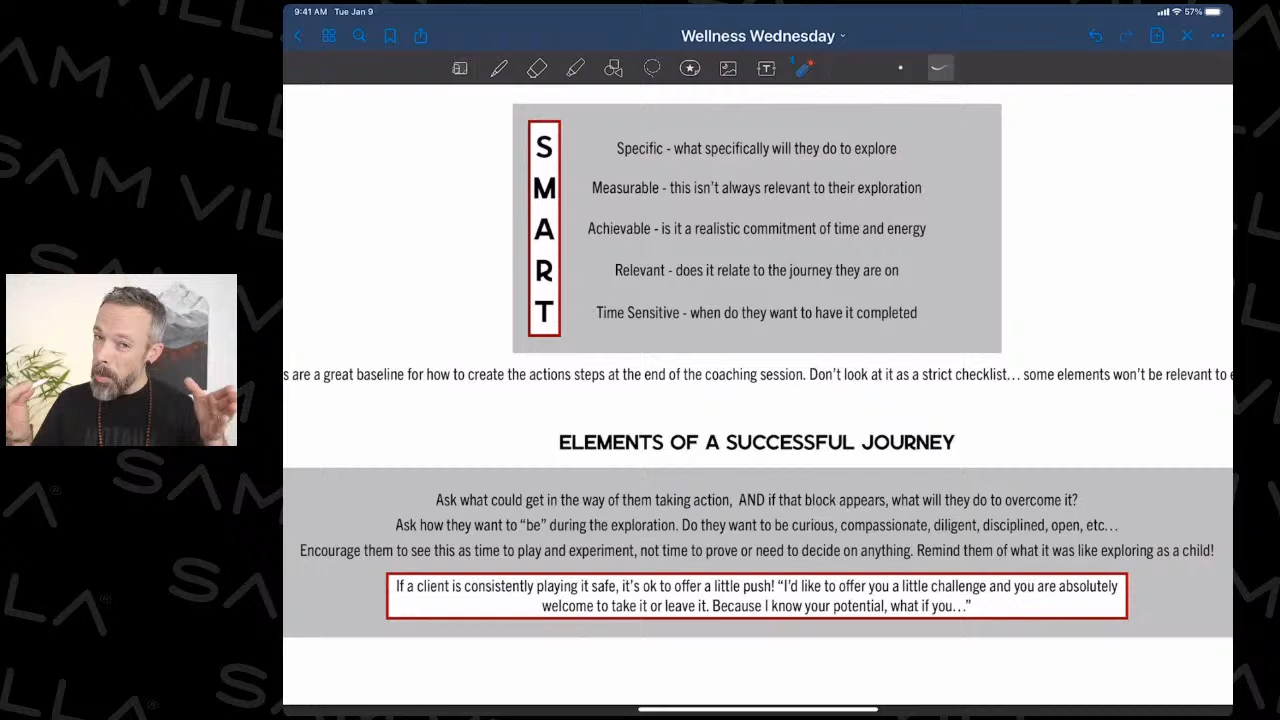 9:41 AM Tue Jan 9
57%
Wellness Wednesday
S
Specific - what specifically will they do to explore
M
Measurable - this isn't always relevant to their exploration
A
Achievable - is it a realistic commitment of time and energy
R
Relevant - does it relate to the journey they are on
T
Time Sensitive - when do they want to have it completed
s are a great baseline for how to create the actions steps at the end of the coaching session. Don't look at it as a strict checklist… some elements won't be relevant to e
ELEMENTS OF A SUCCESSFUL JOURNEY
Ask what could get in the way of them taking action, AND if that block appears, what will they do to overcome it?
Ask how they want to “be” during the exploration. Do they want to be curious, compassionate, diligent, disciplined, open, etc…
Encourage them to see this as time to play and experiment, not time to prove or need to decide on anything. Remind them of what it was like exploring as a child!
If a client is consistently playing it safe, it's ok to offer a little push! “I'd like to offer you a little challenge and you are absolutely
welcome to take it or leave it. Because I know your potential, what if you…”
SAM VILLA